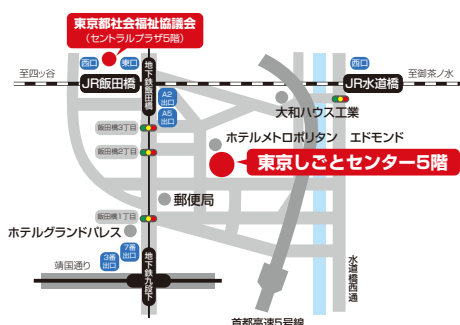 東京都社会福祉協議会
(セントラルプラザ5階)
西口
東口
至四ッ谷
JR飯田橋
地下鉄飯田橋
A2
出口
A5
出口
西口
至御茶ノ水
JR水道橋
大和ハウス工業
飯田橋3丁目
飯田橋2丁目
ホテルメトロポリタン エドモンド
東京しごとセンター5階
郵便局
飯田橋1丁目
ホテルグランドパレス
7番
出口
3番
出口
靖国通り
地下鉄九段下
水道橋西通
首都高速5号線